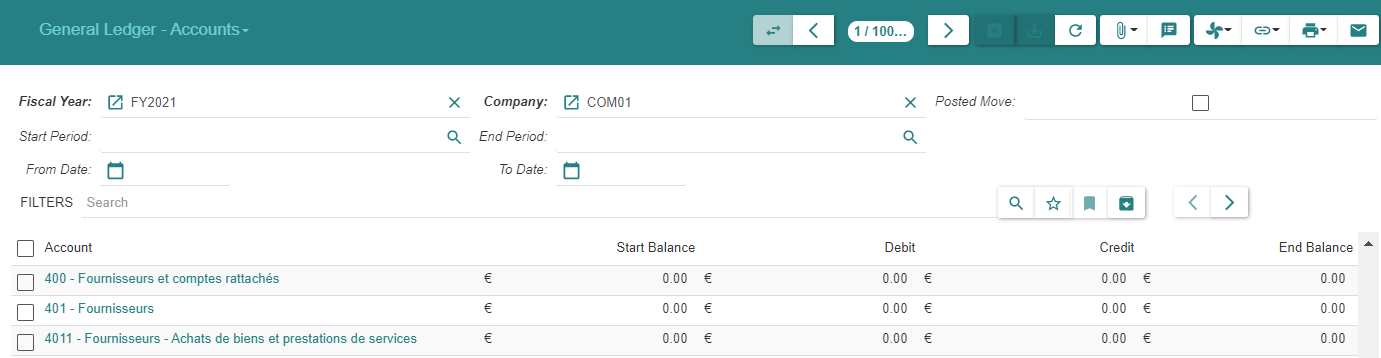 General Ledger - Accounts
1 / 100...
Fiscal Year: FY2021 Company: COM01 Posted Move:
Start Period: End Period:
From Date: To Date:
FILTERS Search
Account Start Balance Debit Credit End Balance
400 - Fournisseurs et comptes rattachés € 0.00 € 0.00 € 0.00 € 0.00
401 - Fournisseurs € 0.00 € 0.00 € 0.00 € 0.00
4011 - Fournisseurs - Achats de biens et prestations de services € 0.00 € 0.00 € 0.00 € 0.00